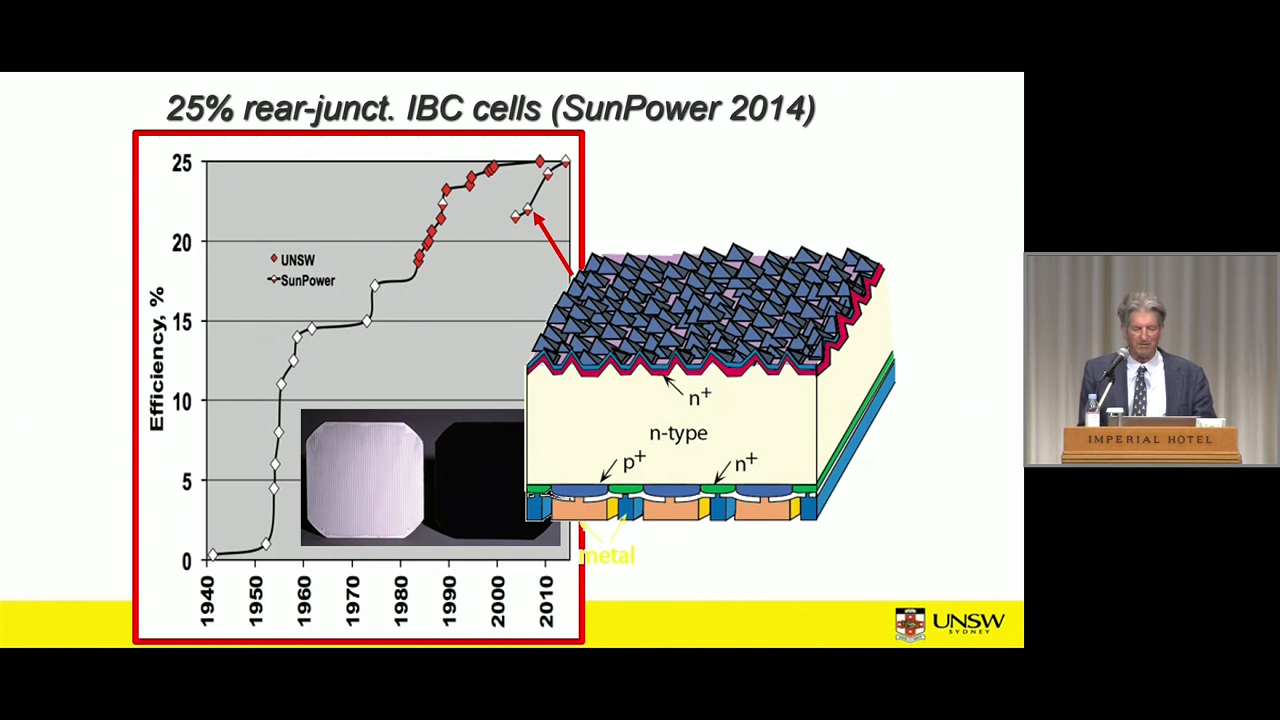 25% rear-junct. IBC cells (SunPower 2014)
25
20
15
10
5
0
Efficiency, %
UNSW
SunPower
1940
1950
1960
1970
1980
1990
2000
2010
n+
n-type
p+
n+
metal
UNSW
SYDNEY
IMPERIAL HOTEL